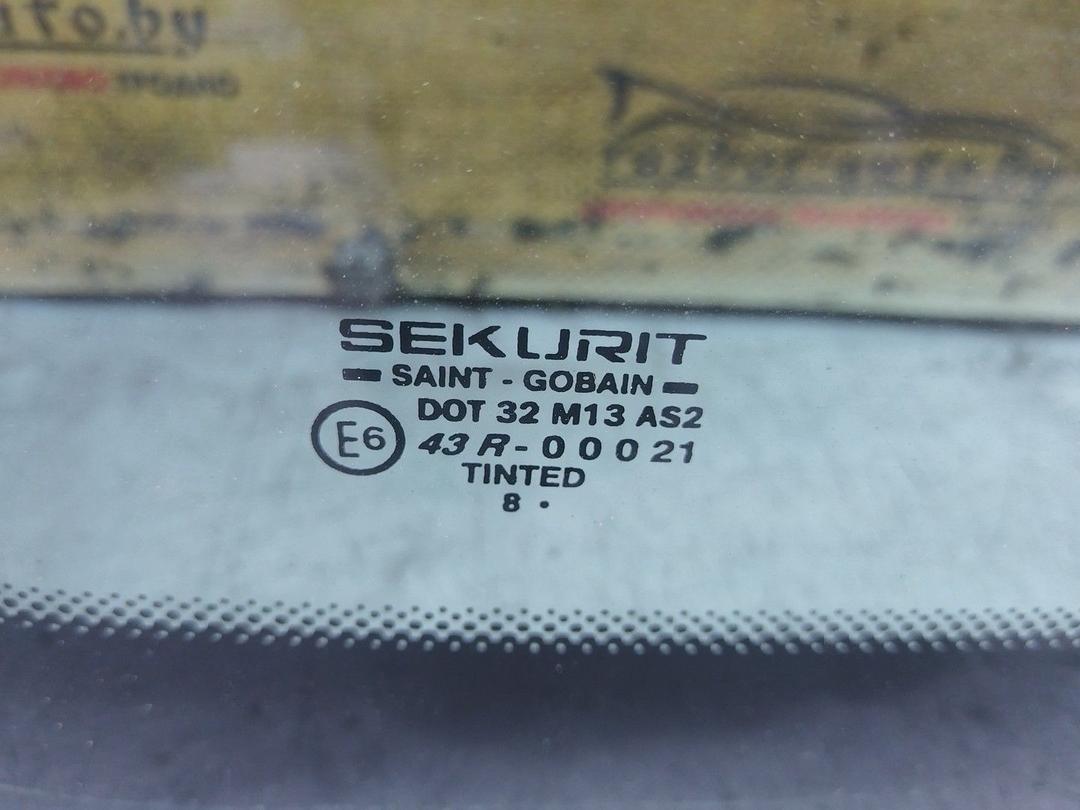 SEKURIT
SAINT - GOBAIN
DOT 32 M13 AS2
E6 43 R - 0 0 0 21
TINTED
8 •